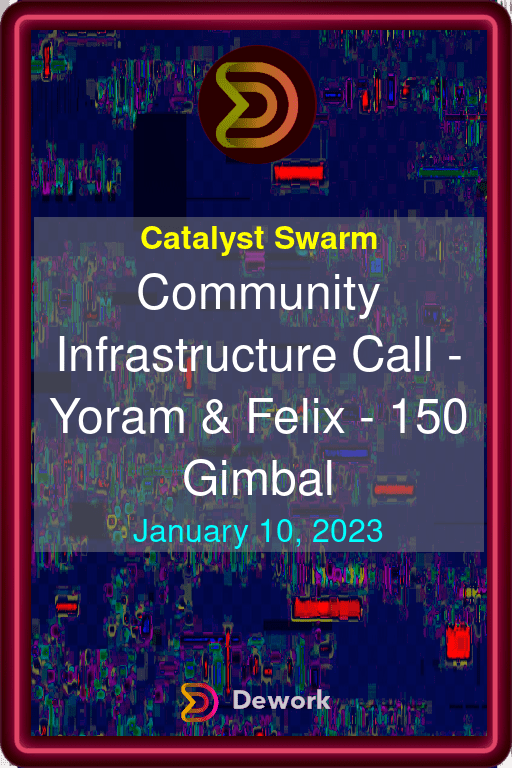 Catalyst Swarm
Community
Infrastructure Call -
Yoram & Felix - 150
Gimbal
January 10, 2023
Dework